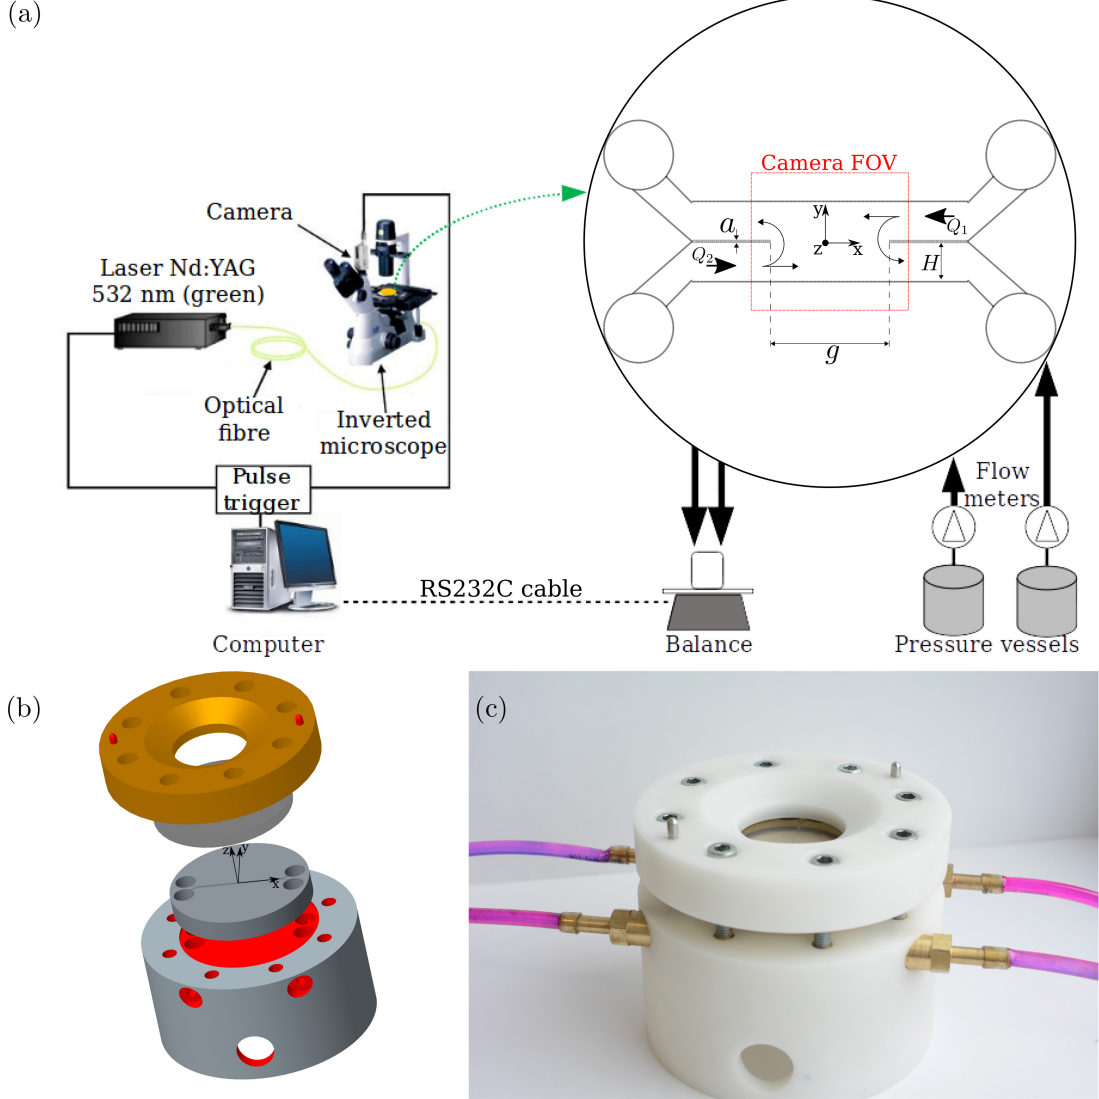 (a)
Camera FOV
Camera
y
a
Q1
z
x
Q2
H
Laser Nd:YAG
532 nm (green)
g
Optical
fibre
Inverted
microscope
Pulse
trigger
Flow
meters
RS232C cable
Computer
Balance
Pressure vessels
(b)
(c)
z
y
x